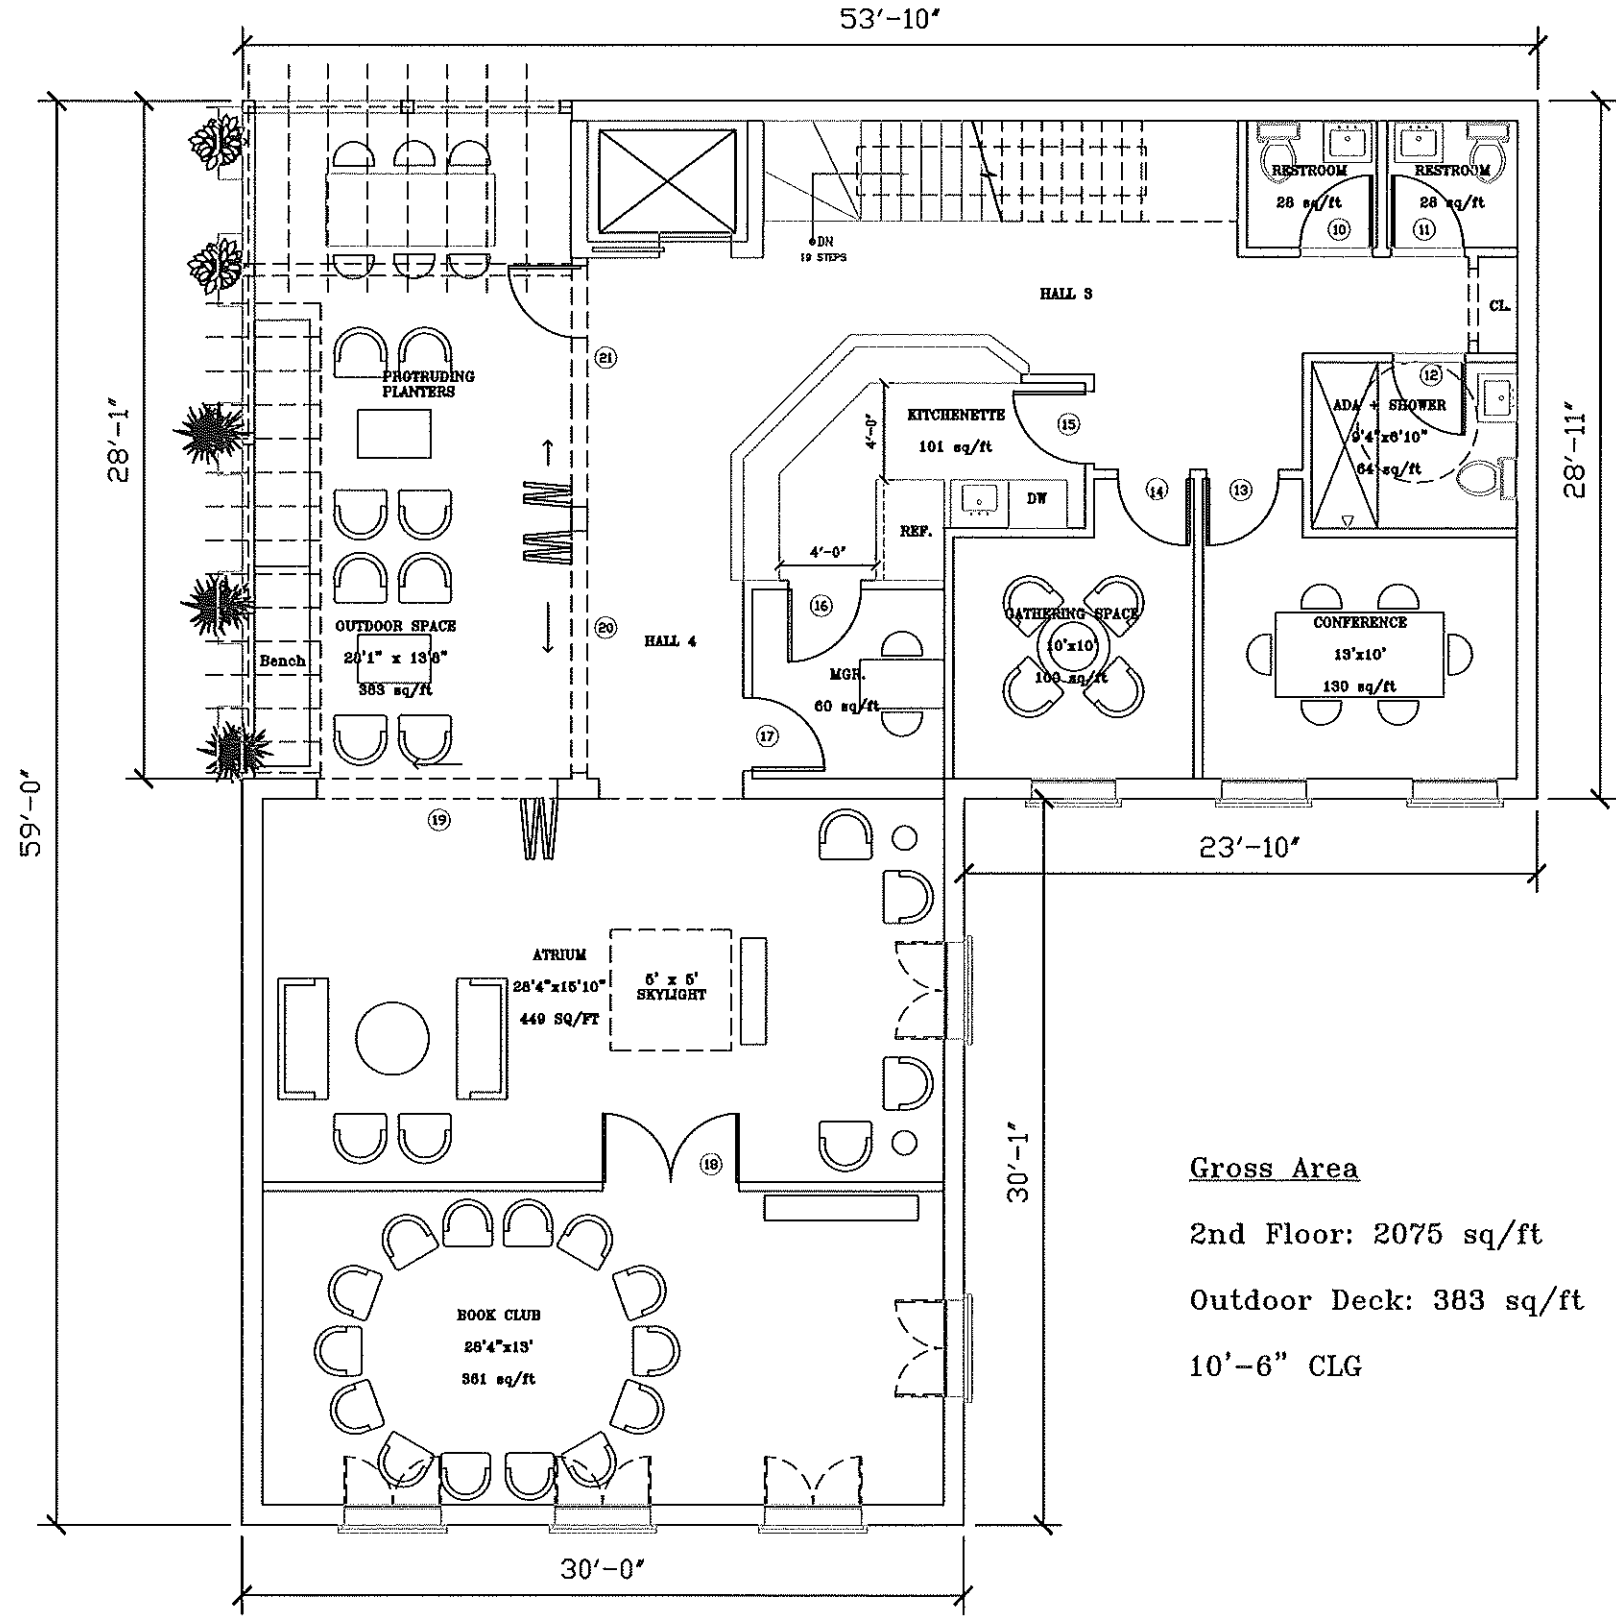 53'-10"
RESTROOM
28 sq/ft
10
RESTROOM
28 sq/ft
11
DN
19 STEPS
HALL 3
CL.
21
12
PROTRUDING
PLANTERS
28'-1"
28'-11"
KITCHENETTE
101 sq/ft
4'-0"
15
ADA + SHOWER
9'4"x6'10"
64 sq/ft
14
13
DW
REF.
4'-0"
16
20
HALL 4
OUTDOOR SPACE
28'1" x 13'8"
383 sq/ft
Bench
MGR.
60 sq/ft
17
GATHERING SPACE
10'x10'
100 sq/ft
CONFERENCE
13'x10'
130 sq/ft
59'-0"
19
23'-10"
ATRIUM
28'4"x15'10"
449 SQ/FT
5' x 5'
SKYLIGHT
18
30'-1"
Gross Area
2nd Floor: 2075 sq/ft
Outdoor Deck: 383 sq/ft
10'-6" CLG
BOOK CLUB
28'4"x13'
361 sq/ft
30'-0"